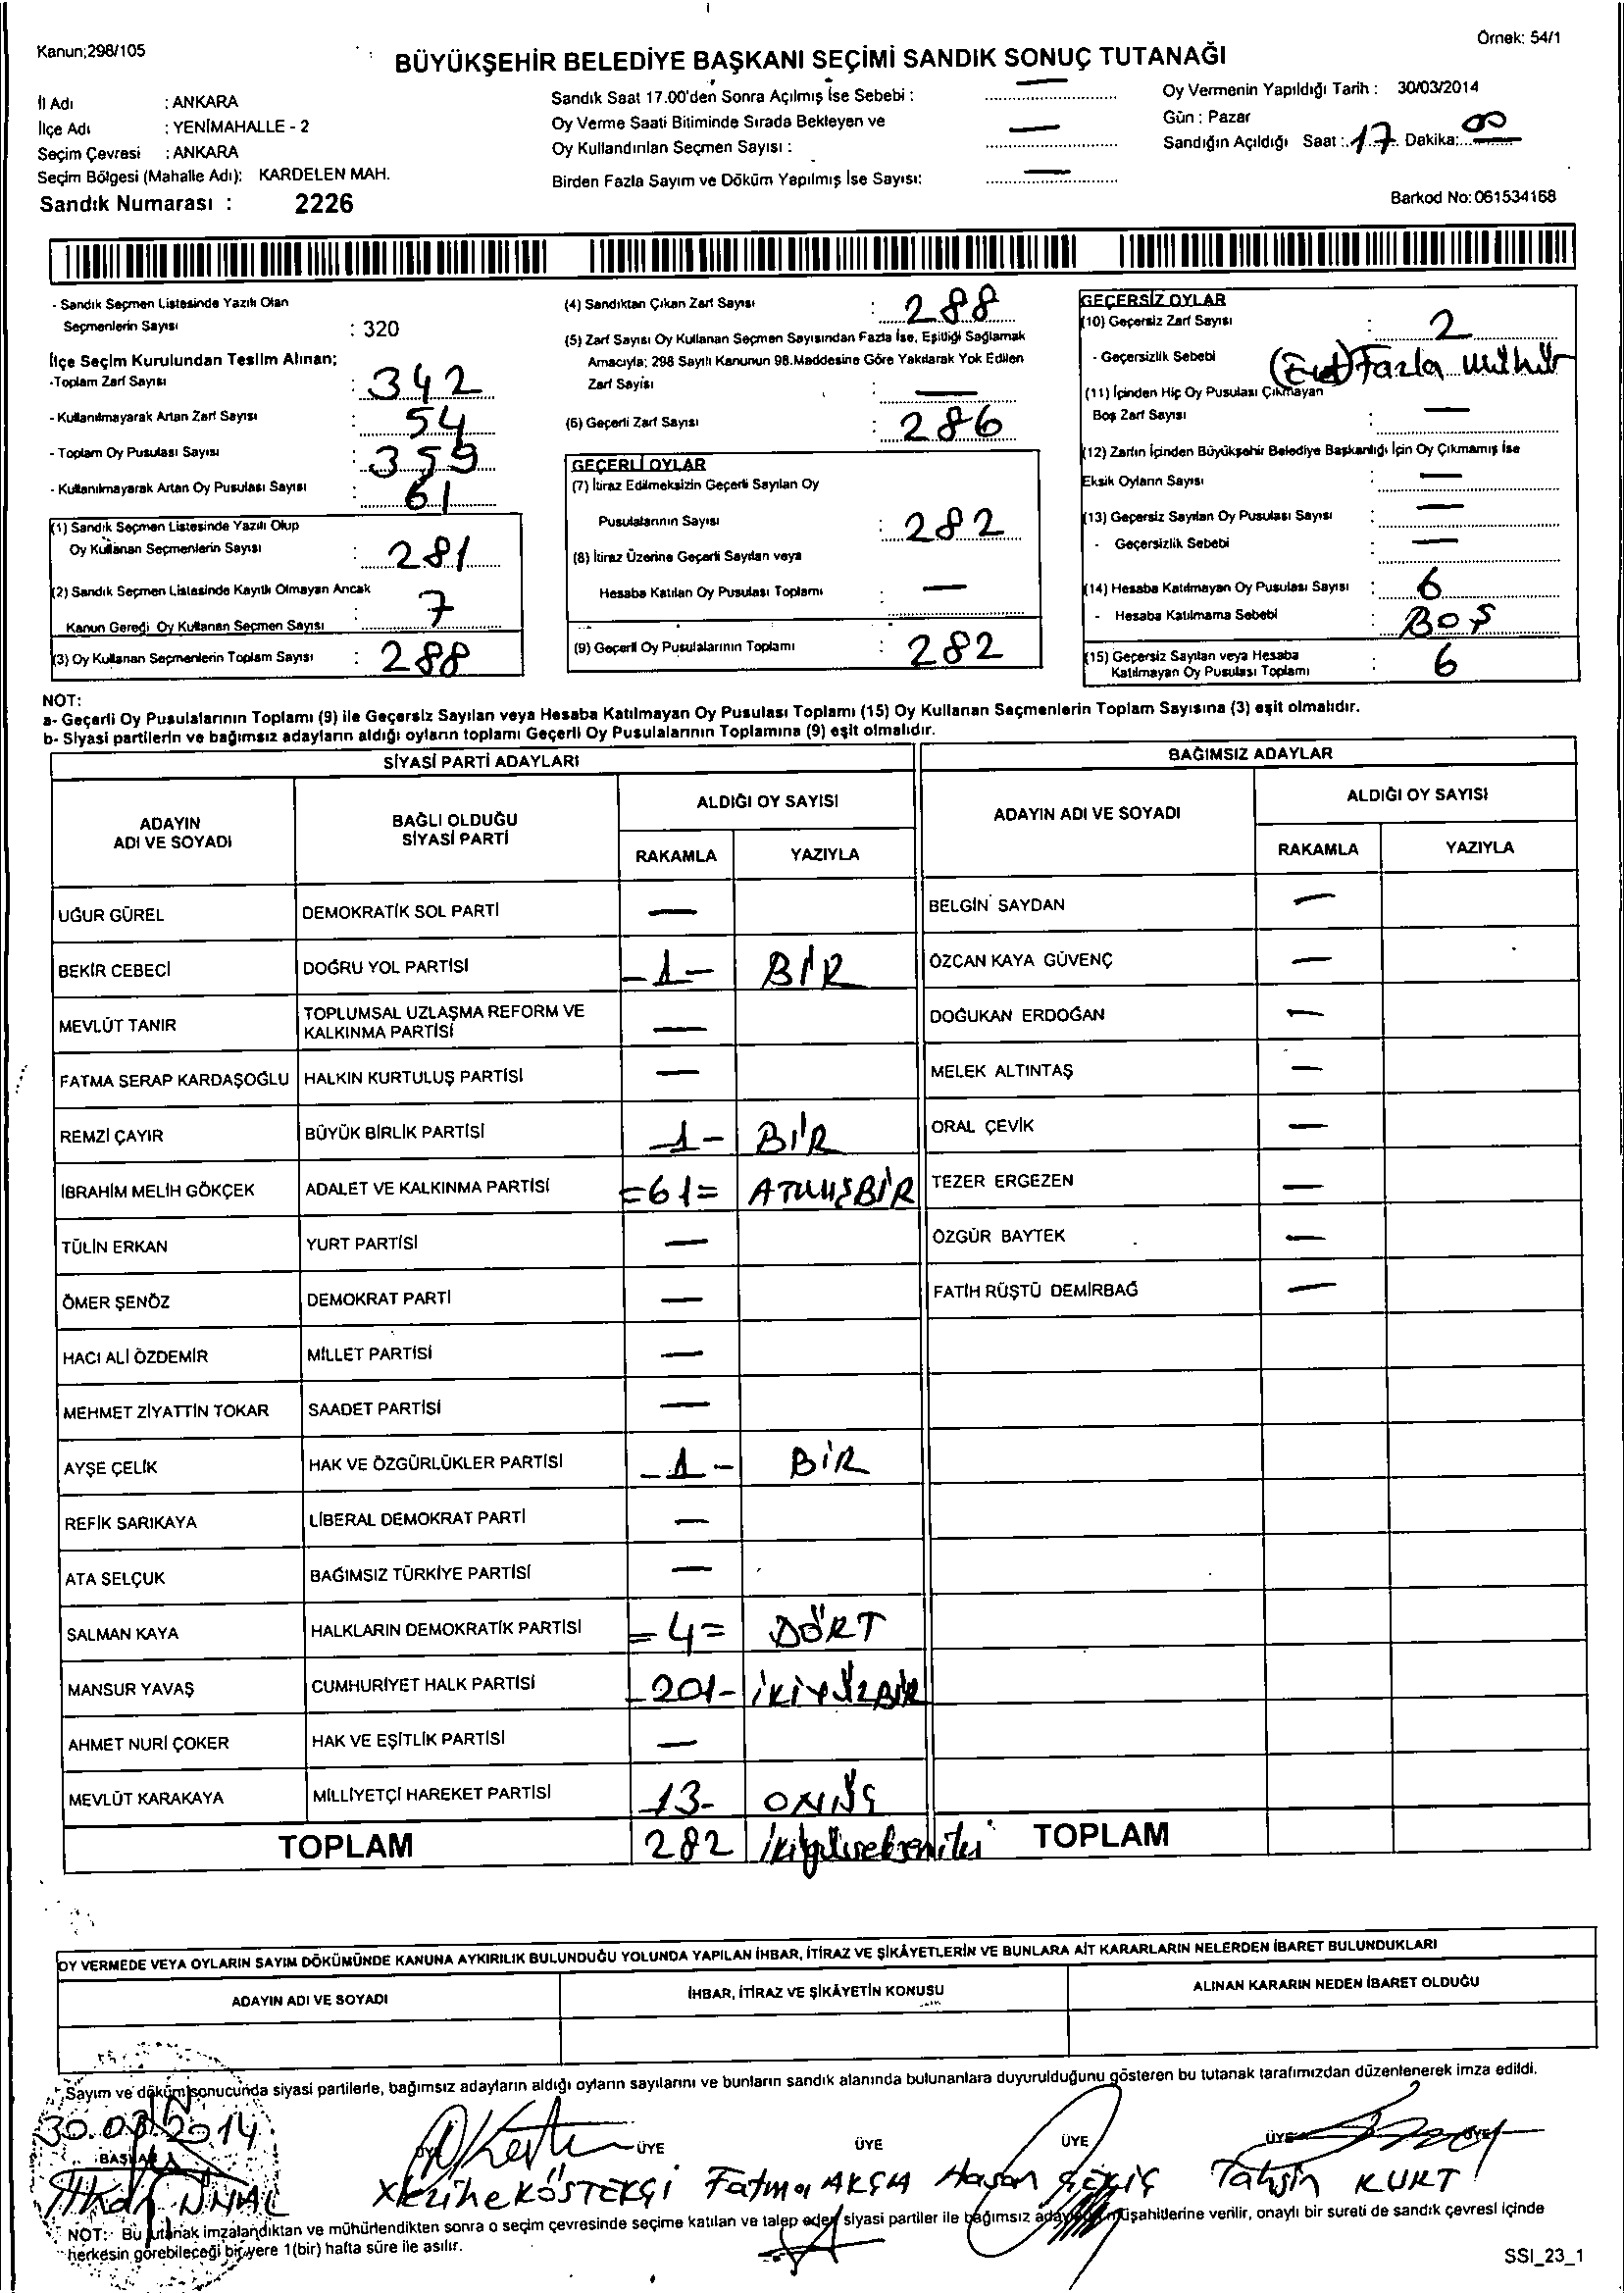 Kanun;298/105
Örnek: 54/1
BÜYÜKŞEHİR BELEDİYE BAŞKANI SEÇİMİ SANDIK SONUÇ TUTANAĞI
İl Adı : ANKARA
İlçe Adı : YENİMAHALLE - 2
Seçim Çevresi : ANKARA
Seçim Bölgesi (Mahalle Adı): KARDELEN MAH.
Sandık Numarası : 2226
Sandık Saat 17.00'den Sonra Açılmış İse Sebebi : —
Oy Verme Saati Bitiminde Sırada Bekleyen ve
Oy Kullandırılan Seçmen Sayısı : —
Birden Fazla Sayım ve Döküm Yapılmış İse Sayısı: —
Oy Vermenin Yapıldığı Tarih : 30/03/2014
Gün : Pazar
Sandığın Açıldığı Saat : 17 Dakika: 00
Barkod No: 061534168
- Sandık Seçmen Listesinde Yazılı Olan
Seçmenlerin Sayısı : 320
İlçe Seçim Kurulundan Teslim Alınan;
-Toplam Zarf Sayısı : 342
- Kullanılmayarak Artan Zarf Sayısı : 54
- Toplam Oy Pusulası Sayısı : 359
- Kullanılmayarak Artan Oy Pusulası Sayısı : 61
(1) Sandık Seçmen Listesinde Yazılı Olup
Oy Kullanan Seçmenlerin Sayısı : 281
(2) Sandık Seçmen Listesinde Kayıtlı Olmayan Ancak
Kanun Gereği Oy Kullanan Seçmen Sayısı : 7
(3) Oy Kullanan Seçmenlerin Toplam Sayısı : 288
(4) Sandıktan Çıkan Zarf Sayısı : 288
(5) Zarf Sayısı Oy Kullanan Seçmen Sayısından Fazla İse, Eşitliği Sağlamak
Amacıyla; 298 Sayılı Kanunun 98.Maddesine Göre Yakılarak Yok Edilen
Zarf Sayısı : —
(6) Geçerli Zarf Sayısı : 286
GEÇERLİ OYLAR
(7) İtiraz Edilmeksizin Geçerli Sayılan Oy
Pusulalarının Sayısı : 282
(8) İtiraz Üzerine Geçerli Sayılan veya
Hesaba Katılan Oy Pusulası Toplamı : —
(9) Geçerli Oy Pusulalarının Toplamı : 282
GEÇERSİZ OYLAR
(10) Geçersiz Zarf Sayısı : 2
- Geçersizlik Sebebi Fazla mühür
(11) İçinden Hiç Oy Pusulası Çıkmayan
Boş Zarf Sayısı : —
(12) Zarfın İçinden Büyükşehir Belediye Başkanlığı İçin Oy Çıkmamış İse
Eksik Oyların Sayısı : —
(13) Geçersiz Sayılan Oy Pusulası Sayısı : —
- Geçersizlik Sebebi : —
(14) Hesaba Katılmayan Oy Pusulası Sayısı : 6
- Hesaba Katılmama Sebebi : BOŞ
(15) Geçersiz Sayılan veya Hesaba
Katılmayan Oy Pusulası Toplamı : 6
NOT:
a- Geçerli Oy Pusulalarının Toplamı (9) ile Geçersiz Sayılan veya Hesaba Katılmayan Oy Pusulası Toplamı (15) Oy Kullanan Seçmenlerin Toplam Sayısına (3) eşit olmalıdır.
b- Siyasi partilerin ve bağımsız adayların aldığı oyların toplamı Geçerli Oy Pusulalarının Toplamına (9) eşit olmalıdır.
SİYASİ PARTİ ADAYLARI
ADAYIN
ADI VE SOYADI
BAĞLI OLDUĞU
SİYASİ PARTİ
ALDIĞI OY SAYISI
RAKAMLA YAZIYLA
UĞUR GÜREL DEMOKRATİK SOL PARTİ —
BEKİR CEBECİ DOĞRU YOL PARTİSİ -1- BİR
MEVLÜT TANIR TOPLUMSAL UZLAŞMA REFORM VE
KALKINMA PARTİSİ —
FATMA SERAP KARDAŞOĞLU HALKIN KURTULUŞ PARTİSİ —
REMZİ ÇAYIR BÜYÜK BİRLİK PARTİSİ -1- BİR
İBRAHİM MELİH GÖKÇEK ADALET VE KALKINMA PARTİSİ =61= ATMIŞBİR
TÜLİN ERKAN YURT PARTİSİ —
ÖMER ŞENÖZ DEMOKRAT PARTİ —
HACI ALİ ÖZDEMİR MİLLET PARTİSİ —
MEHMET ZİYATTİN TOKAR SAADET PARTİSİ —
AYŞE ÇELİK HAK VE ÖZGÜRLÜKLER PARTİSİ -1- BİR
REFİK SARIKAYA LİBERAL DEMOKRAT PARTİ —
ATA SELÇUK BAĞIMSIZ TÜRKİYE PARTİSİ —
SALMAN KAYA HALKLARIN DEMOKRATİK PARTİSİ =4= DÖRT
MANSUR YAVAŞ CUMHURİYET HALK PARTİSİ -201- İKİYÜZBİR
AHMET NURİ ÇOKER HAK VE EŞİTLİK PARTİSİ —
MEVLÜT KARAKAYA MİLLİYETÇİ HAREKET PARTİSİ -13- ONÜÇ
TOPLAM 282 İkiyüzsekseniki
BAĞIMSIZ ADAYLAR
ADAYIN ADI VE SOYADI
ALDIĞI OY SAYISI
RAKAMLA YAZIYLA
BELGİN SAYDAN —
ÖZCAN KAYA GÜVENÇ —
DOĞUKAN ERDOĞAN —
MELEK ALTINTAŞ —
ORAL ÇEVİK —
TEZER ERGEZEN —
ÖZGÜR BAYTEK —
FATİH RÜŞTÜ DEMİRBAĞ —
TOPLAM
OY VERMEDE VEYA OYLARIN SAYIM DÖKÜMÜNDE KANUNA AYKIRILIK BULUNDUĞU YOLUNDA YAPILAN İHBAR, İTİRAZ VE ŞİKÂYETLERİN VE BUNLARA AİT KARARLARIN NELERDEN İBARET BULUNDUKLARI
ADAYIN ADI VE SOYADI İHBAR, İTİRAZ VE ŞİKÂYETİN KONUSU ALINAN KARARIN NEDEN İBARET OLDUĞU
Sayım ve döküm sonucunda siyasi partilerle, bağımsız adayların aldığı oyların sayılarını ve bunların sandık alanında bulunanlara duyurulduğunu gösteren bu tutanak tarafımızdan düzenlenerek imza edildi.
30.03.2014
BAŞKAN ÜYE ÜYE ÜYE ÜYE ÜYE
İlkay ÜNAL KÖSTEKÇİ Fatma AKÇA Hasan Tahsin KURT
NOT: Bu tutanak imzalandıktan ve mühürlendikten sonra o seçim çevresinde seçime katılan ve talep eden siyasi partiler ile bağımsız aday müşahitlerine verilir, onaylı bir sureti de sandık çevresi içinde
herkesin görebileceği bir yere 1(bir) hafta süre ile asılır.
SSI_23_1